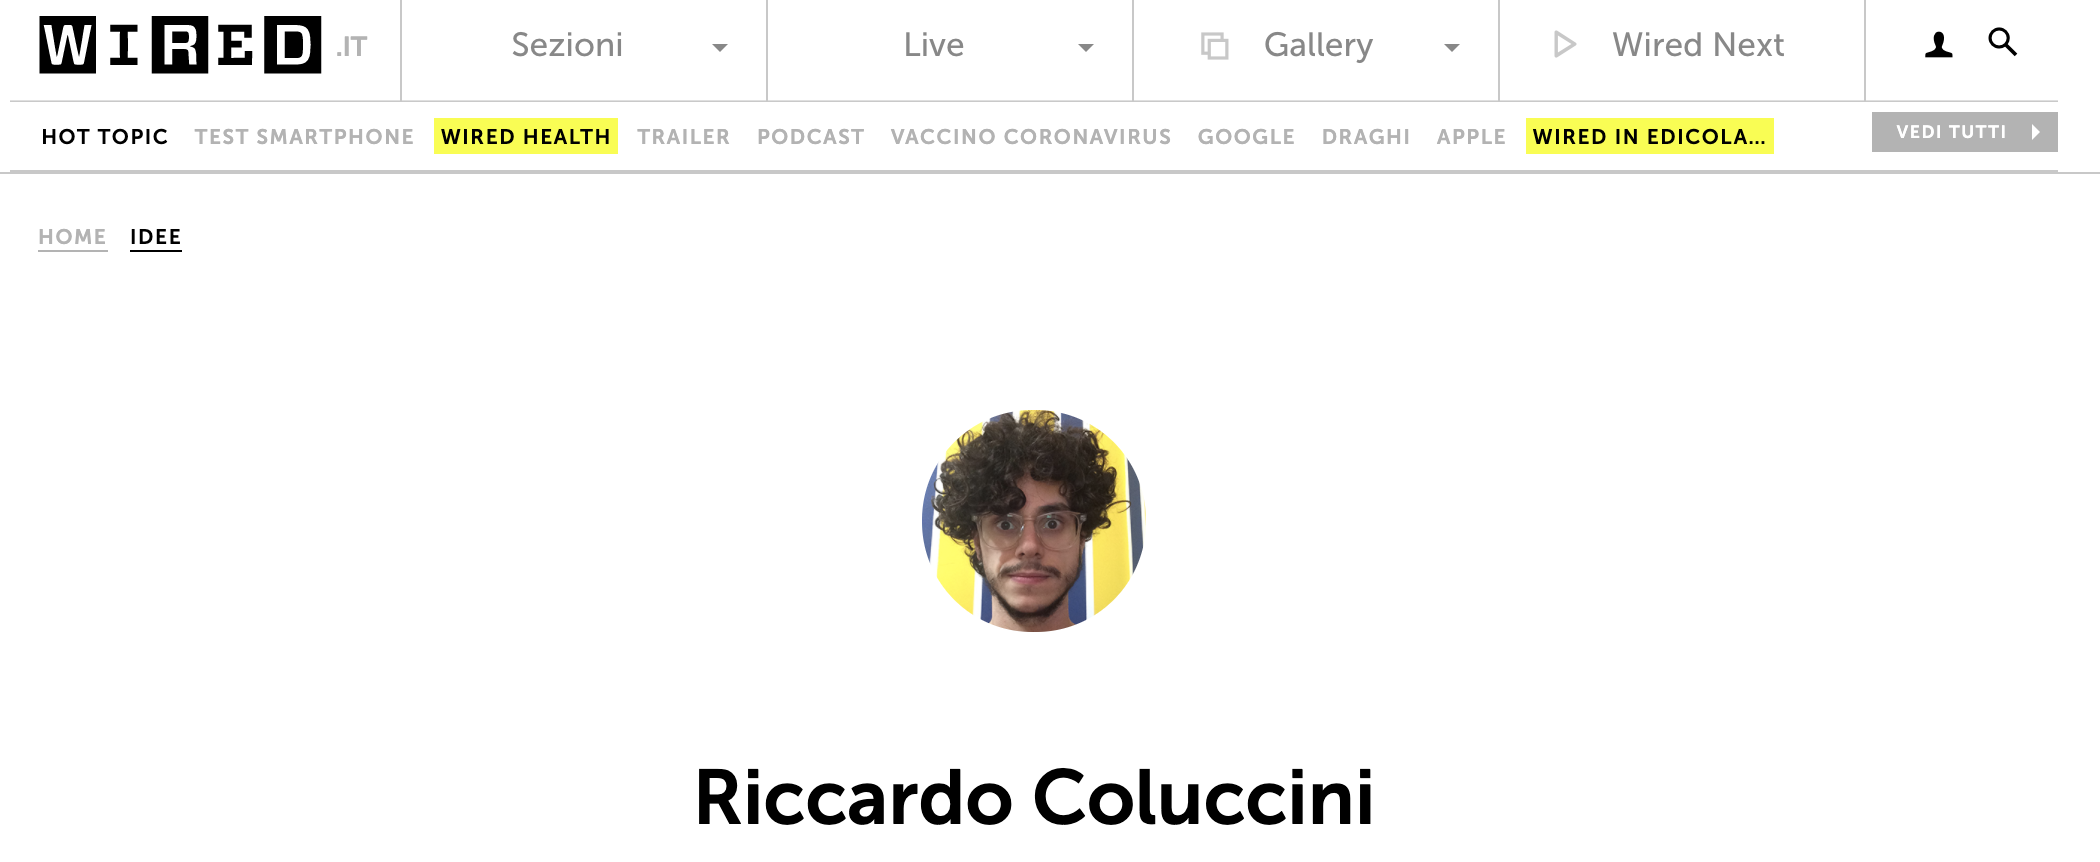 WIRED.IT Sezioni Live Gallery Wired Next
HOT TOPIC TEST SMARTPHONE WIRED HEALTH TRAILER PODCAST VACCINO CORONAVIRUS GOOGLE DRAGHI APPLE WIRED IN EDICOLA... VEDI TUTTI
HOME IDEE
Riccardo Coluccini